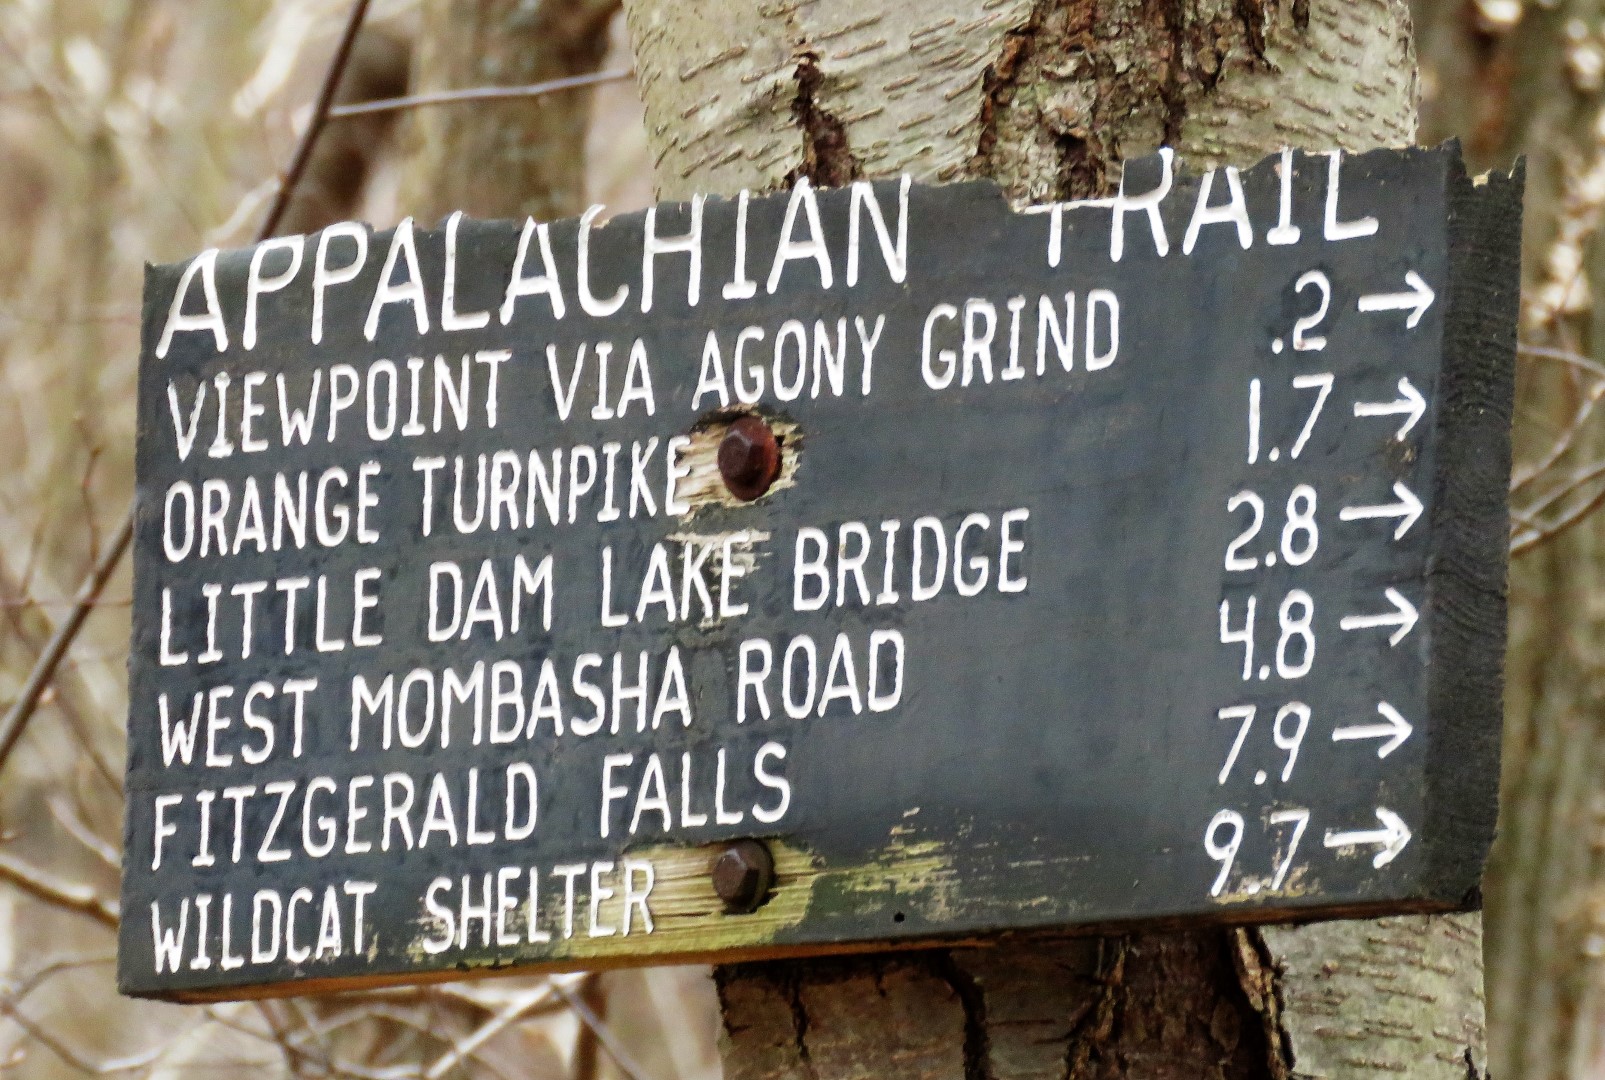 APPALACHIAN TRAIL
VIEWPOINT VIA AGONY GRIND .2 →
ORANGE TURNPIKE 1.7 →
LITTLE DAM LAKE BRIDGE 2.8 →
WEST MOMBASHA ROAD 4.8 →
FITZGERALD FALLS 7.9 →
WILDCAT SHELTER 9.7 →